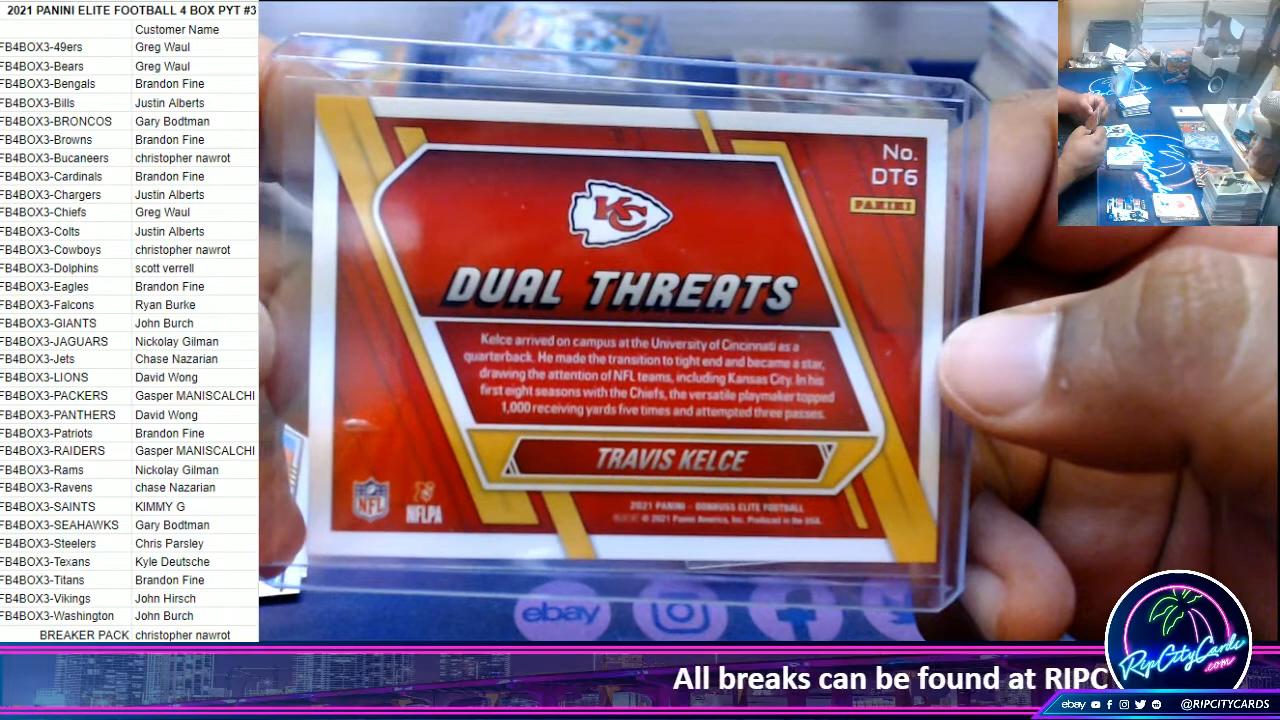 2021 PANINI ELITE FOOTBALL 4 BOX PYT #3
Customer Name
FB4BOX3-49ers Greg Waul
FB4BOX3-Bears Greg Waul
FB4BOX3-Bengals Brandon Fine
FB4BOX3-Bills Justin Alberts
FB4BOX3-BRONCOS Gary Bodtman
FB4BOX3-Browns Brandon Fine
FB4BOX3-Bucaneers christopher nawrot
FB4BOX3-Cardinals Brandon Fine
FB4BOX3-Chargers Justin Alberts
FB4BOX3-Chiefs Greg Waul
FB4BOX3-Colts Justin Alberts
FB4BOX3-Cowboys christopher nawrot
FB4BOX3-Dolphins scott verrell
FB4BOX3-Eagles Brandon Fine
FB4BOX3-Falcons Ryan Burke
FB4BOX3-GIANTS John Burch
FB4BOX3-JAGUARS Nickolay Gilman
FB4BOX3-Jets Chase Nazarian
FB4BOX3-LIONS David Wong
FB4BOX3-PACKERS Gasper MANISCALCHI
FB4BOX3-PANTHERS David Wong
FB4BOX3-Patriots Brandon Fine
FB4BOX3-RAIDERS Gasper MANISCALCHI
FB4BOX3-Rams Nickolay Gilman
FB4BOX3-Ravens chase Nazarian
FB4BOX3-SAINTS KIMMY G
FB4BOX3-SEAHAWKS Gary Bodtman
FB4BOX3-Steelers Chris Parsley
FB4BOX3-Texans Kyle Deutsche
FB4BOX3-Titans Brandon Fine
FB4BOX3-Vikings John Hirsch
FB4BOX3-Washington John Burch
BREAKER PACK christopher nawrot
No.
DT6
PANINI
KC
DUAL THREATS
Kelce arrived on campus at the University of Cincinnati as a
quarterback. He made the transition to tight end and became a star,
drawing the attention of NFL teams, including Kansas City. In his
first eight seasons with the Chiefs, the versatile playmaker topped
1,000 receiving yards five times and attempted three passes.
TRAVIS KELCE
NFL
NFLPA
2021 PANINI - DONRUSS ELITE FOOTBALL
© 2021 Panini America, Inc. Produced in the USA.
ebay
All breaks can be found at RIPC
RipCityCards
.com
ebay @RIPCITYCARDS